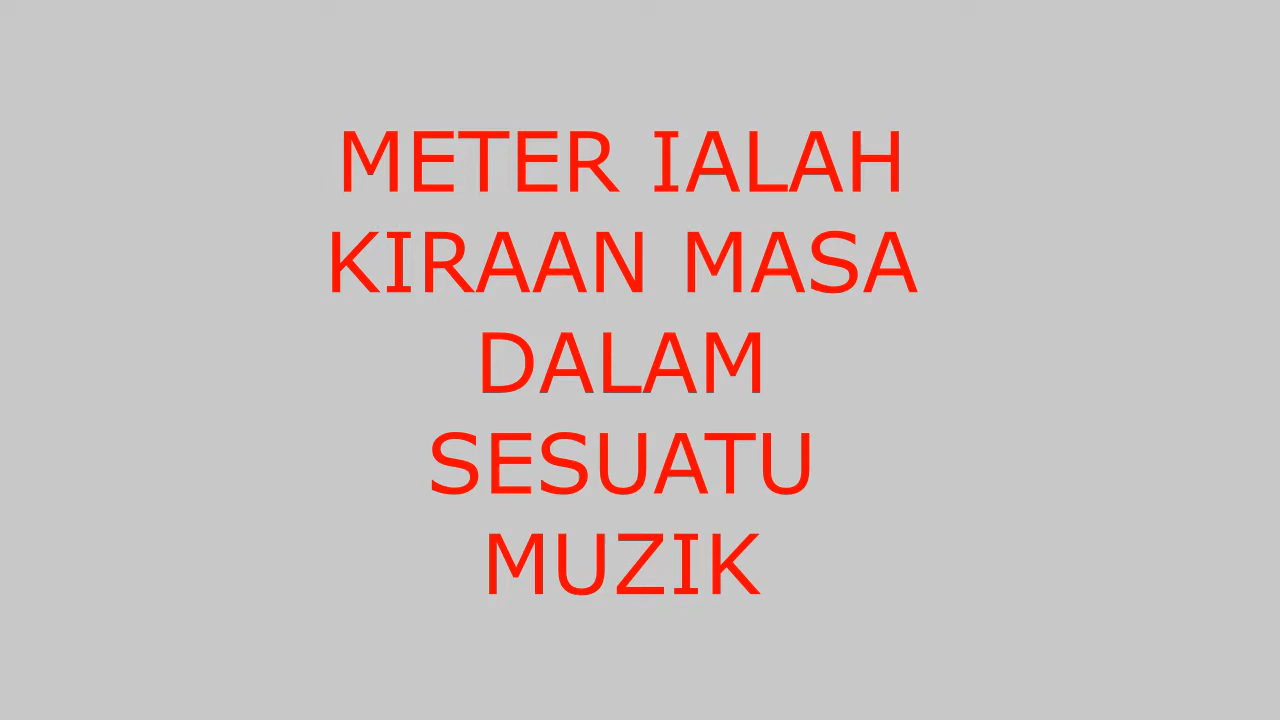 METER IALAH
KIRAAN MASA
DALAM
SESUATU
MUZIK